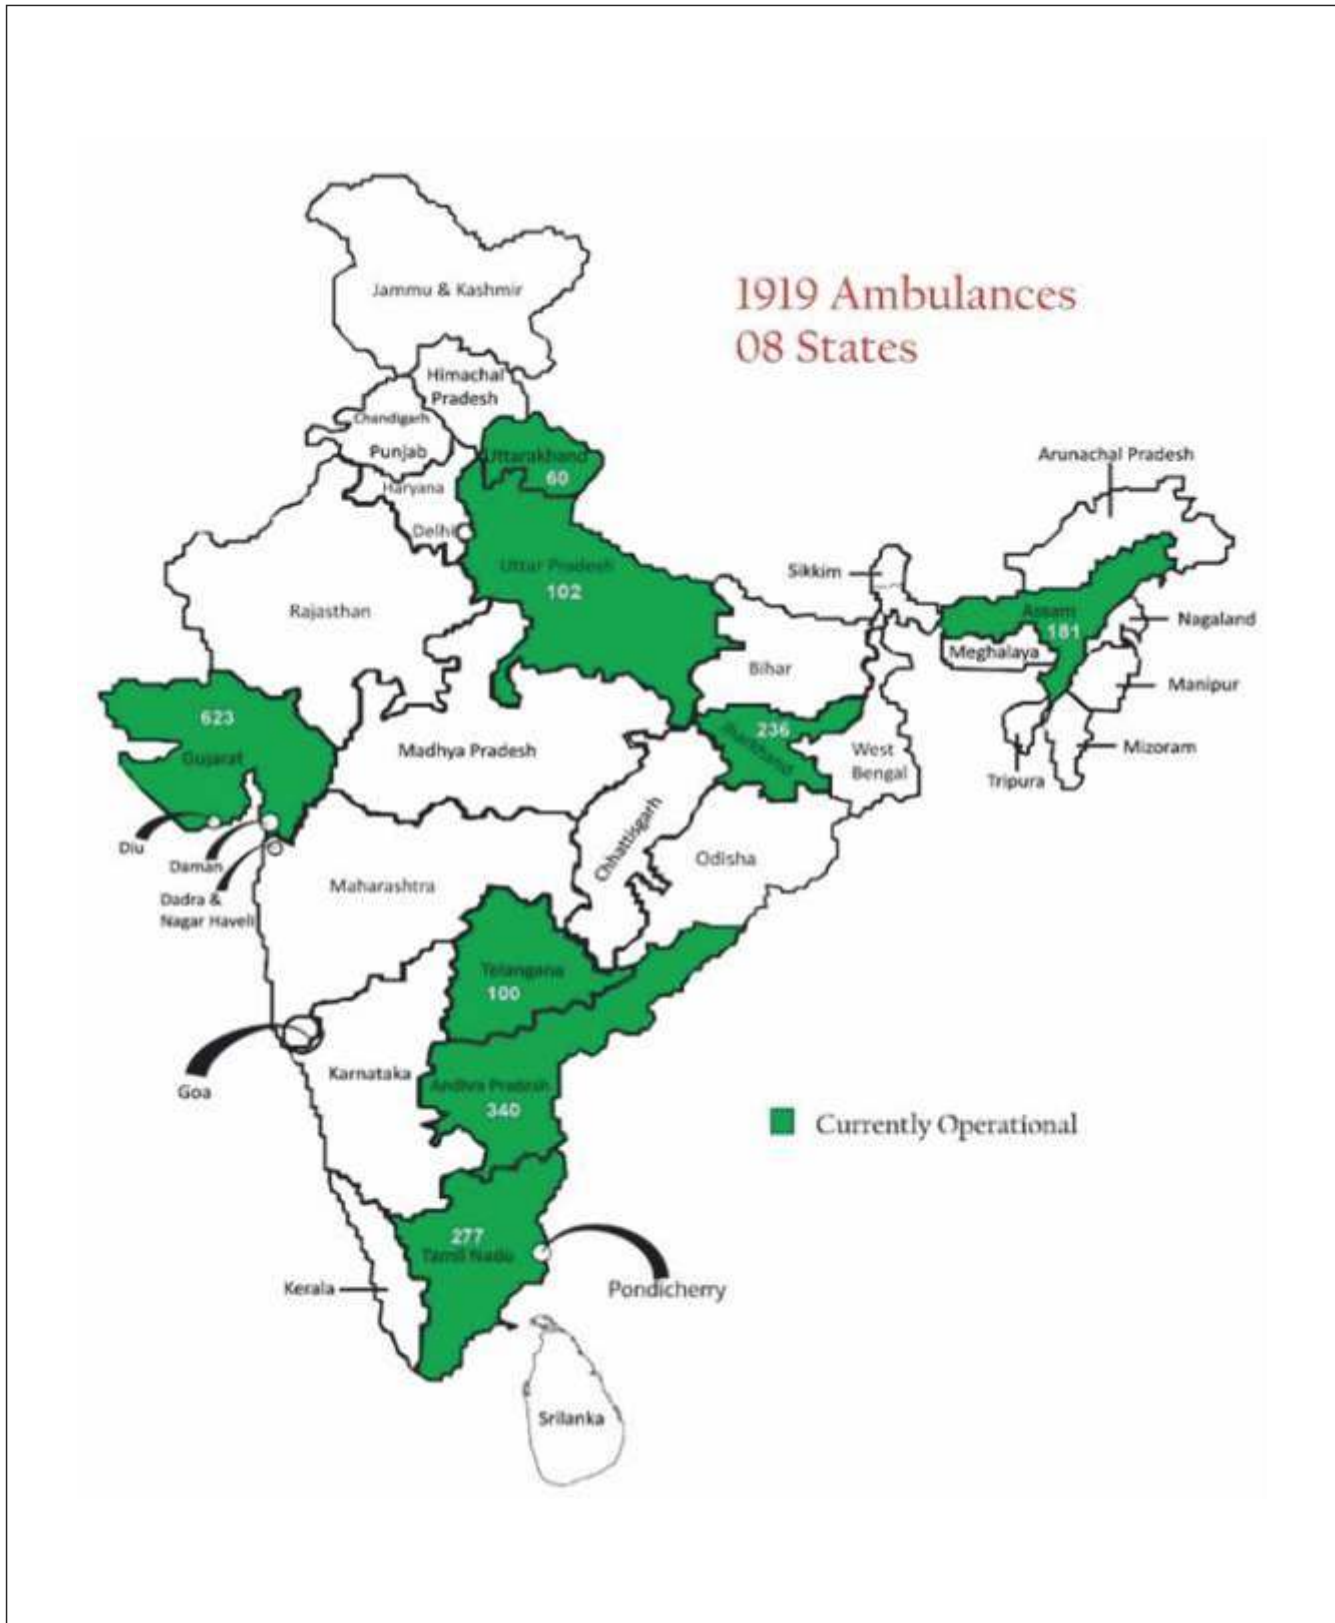 1919 Ambulances
08 States
Jammu & Kashmir
Himachal
Pradesh
Chandigarh
Punjab
Uttarakhand
60
Haryana
Delhi
Arunachal Pradesh
Uttar Pradesh
102
Sikkim
Rajasthan
Assam
181
Nagaland
Meghalaya
Bihar
Manipur
623
Gujarat
236
Jharkhand
Madhya Pradesh
West
Bengal
Mizoram
Tripura
Diu
Daman
Dadra &
Nagar Haveli
Chhattisgarh
Odisha
Maharashtra
Telangana
100
Goa
Karnataka
Andhra Pradesh
340
Currently Operational
277
Tamil Nadu
Kerala
Pondicherry
Srilanka